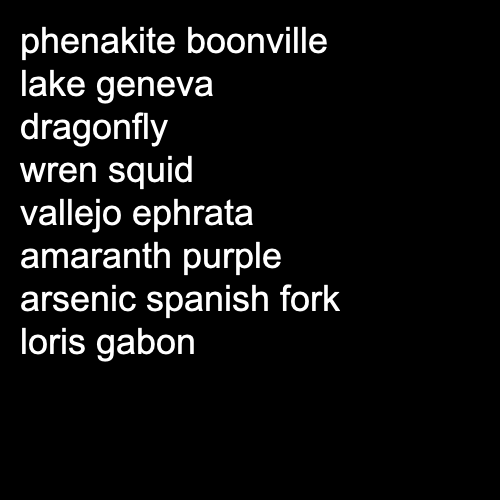 phenakite boonville
lake geneva
dragonfly
wren squid
vallejo ephrata
amaranth purple
arsenic spanish fork
loris gabon